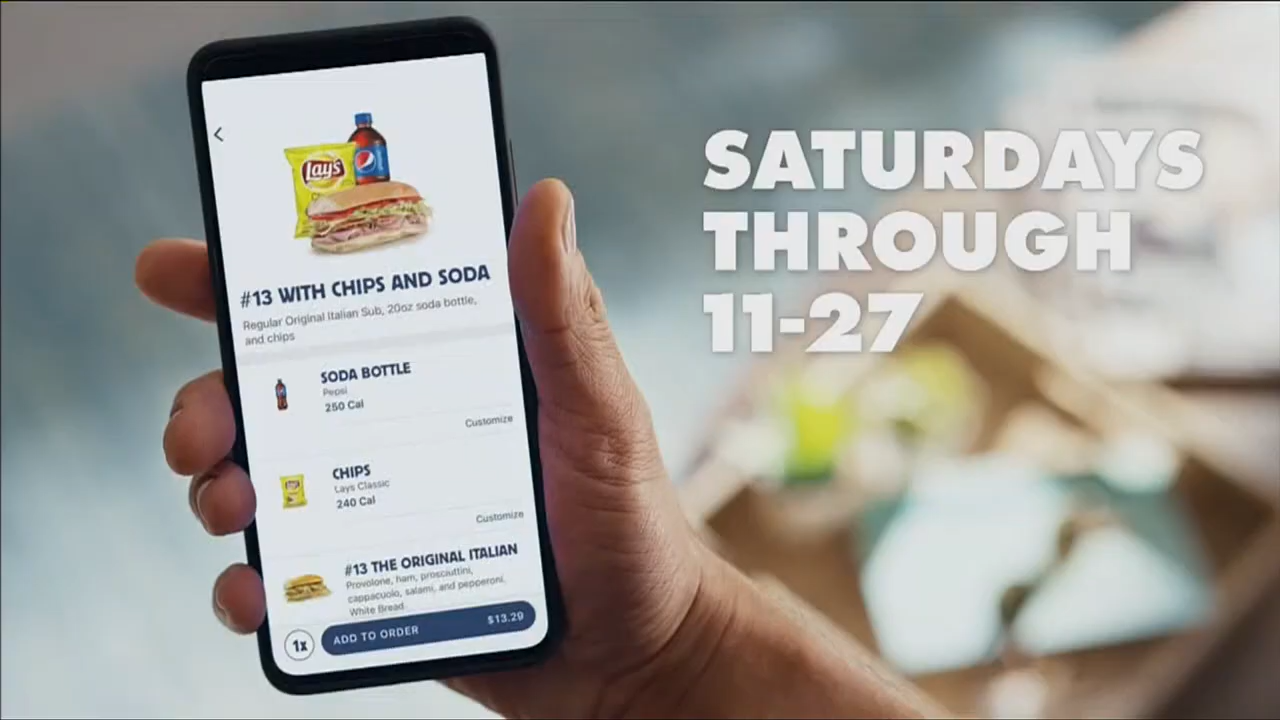 Lay's
#13 WITH CHIPS AND SODA
Regular Original Italian Sub, 20oz soda bottle,
and chips
SODA BOTTLE
Pepsi
250 Cal
Customize
CHIPS
Lays Classic
240 Cal
Customize
#13 THE ORIGINAL ITALIAN
Provolone, ham, prosciuttini,
cappacuolo, salami, and pepperoni.
White Bread
1x
ADD TO ORDER
$13.29
SATURDAYS
THROUGH
11-27